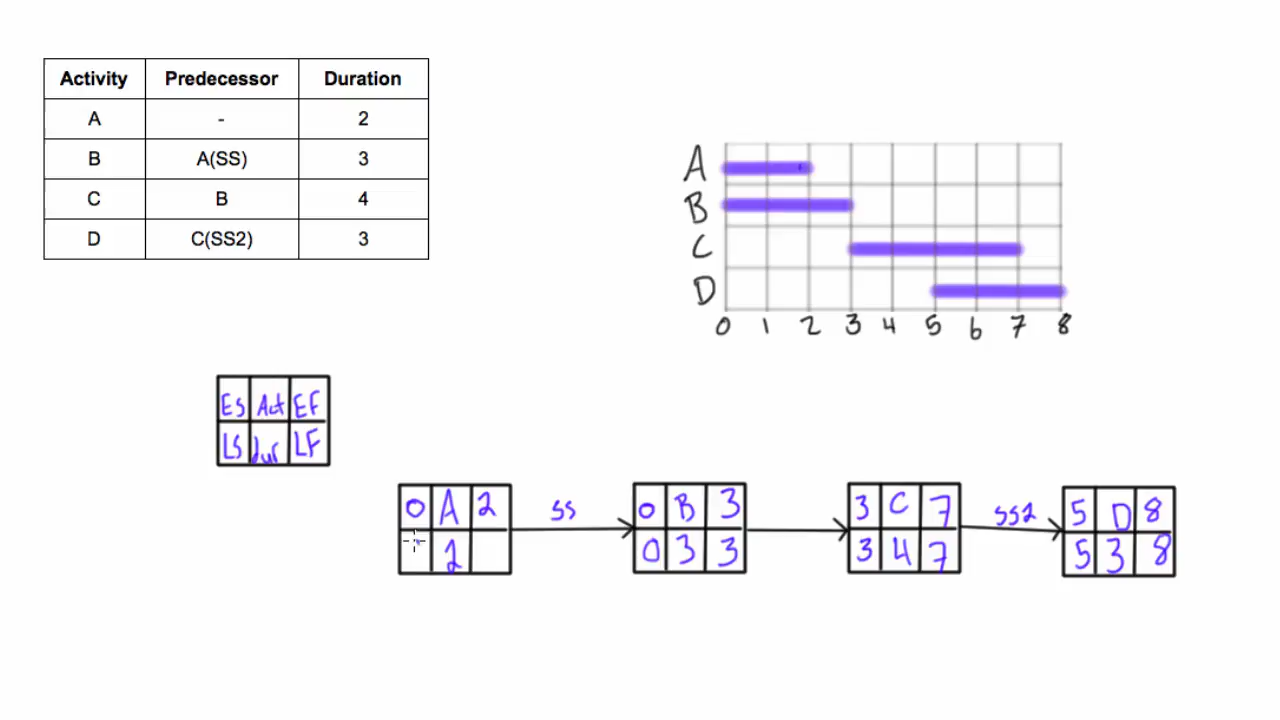 Activity Predecessor Duration
A - 2
B A(SS) 3
C B 4
D C(SS2) 3
A
B
C
D
0 1 2 3 4 5 6 7 8
ES Act EF
LS dur LF
0 A 2
2
SS
0 B 3
0 3 3
3 C 7
3 4 7
SS2
5 D 8
5 3 8